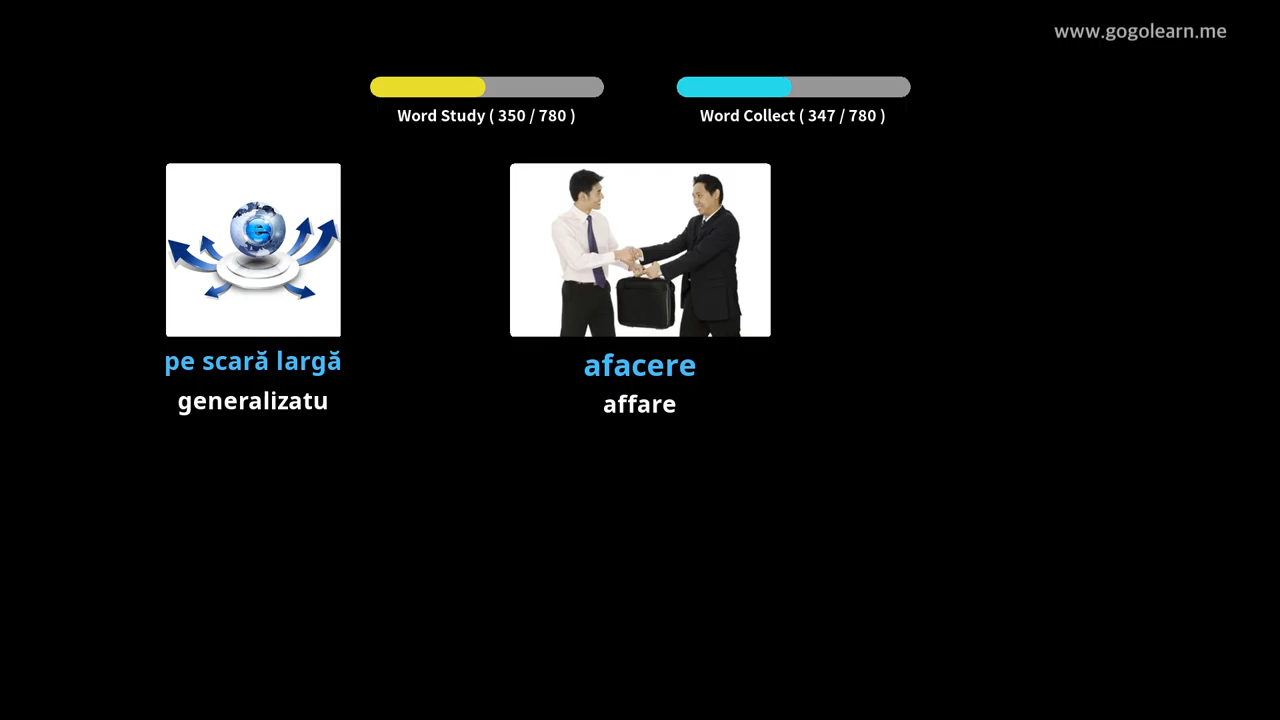 www.gogolearn.me
Word Study ( 350 / 780 )
Word Collect ( 347 / 780 )
e
pe scară largă
generalizatu
afacere
affare